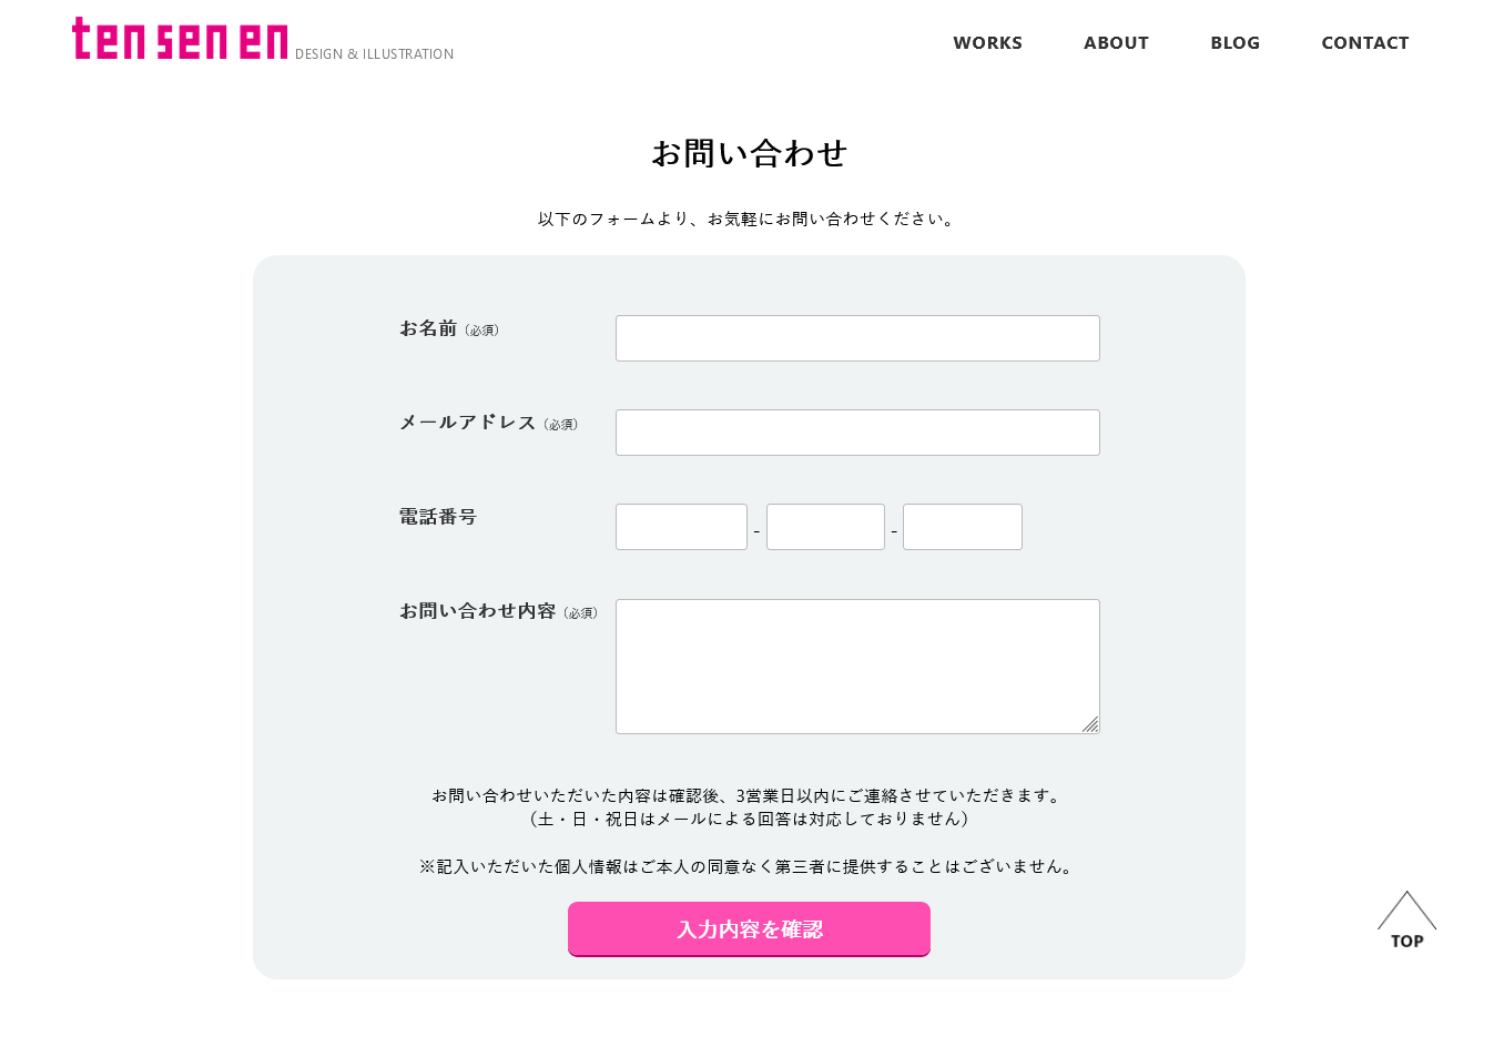 ten sen en DESIGN & ILLUSTRATION
WORKS ABOUT BLOG CONTACT
お問い合わせ
以下のフォームより、お気軽にお問い合わせください。
お名前（必須）
メールアドレス（必須）
電話番号
- -
お問い合わせ内容（必須）
お問い合わせいただいた内容は確認後、3営業日以内にご連絡させていただきます。
（土・日・祝日はメールによる回答は対応しておりません）
※記入いただいた個人情報はご本人の同意なく第三者に提供することはございません。
入力内容を確認
TOP